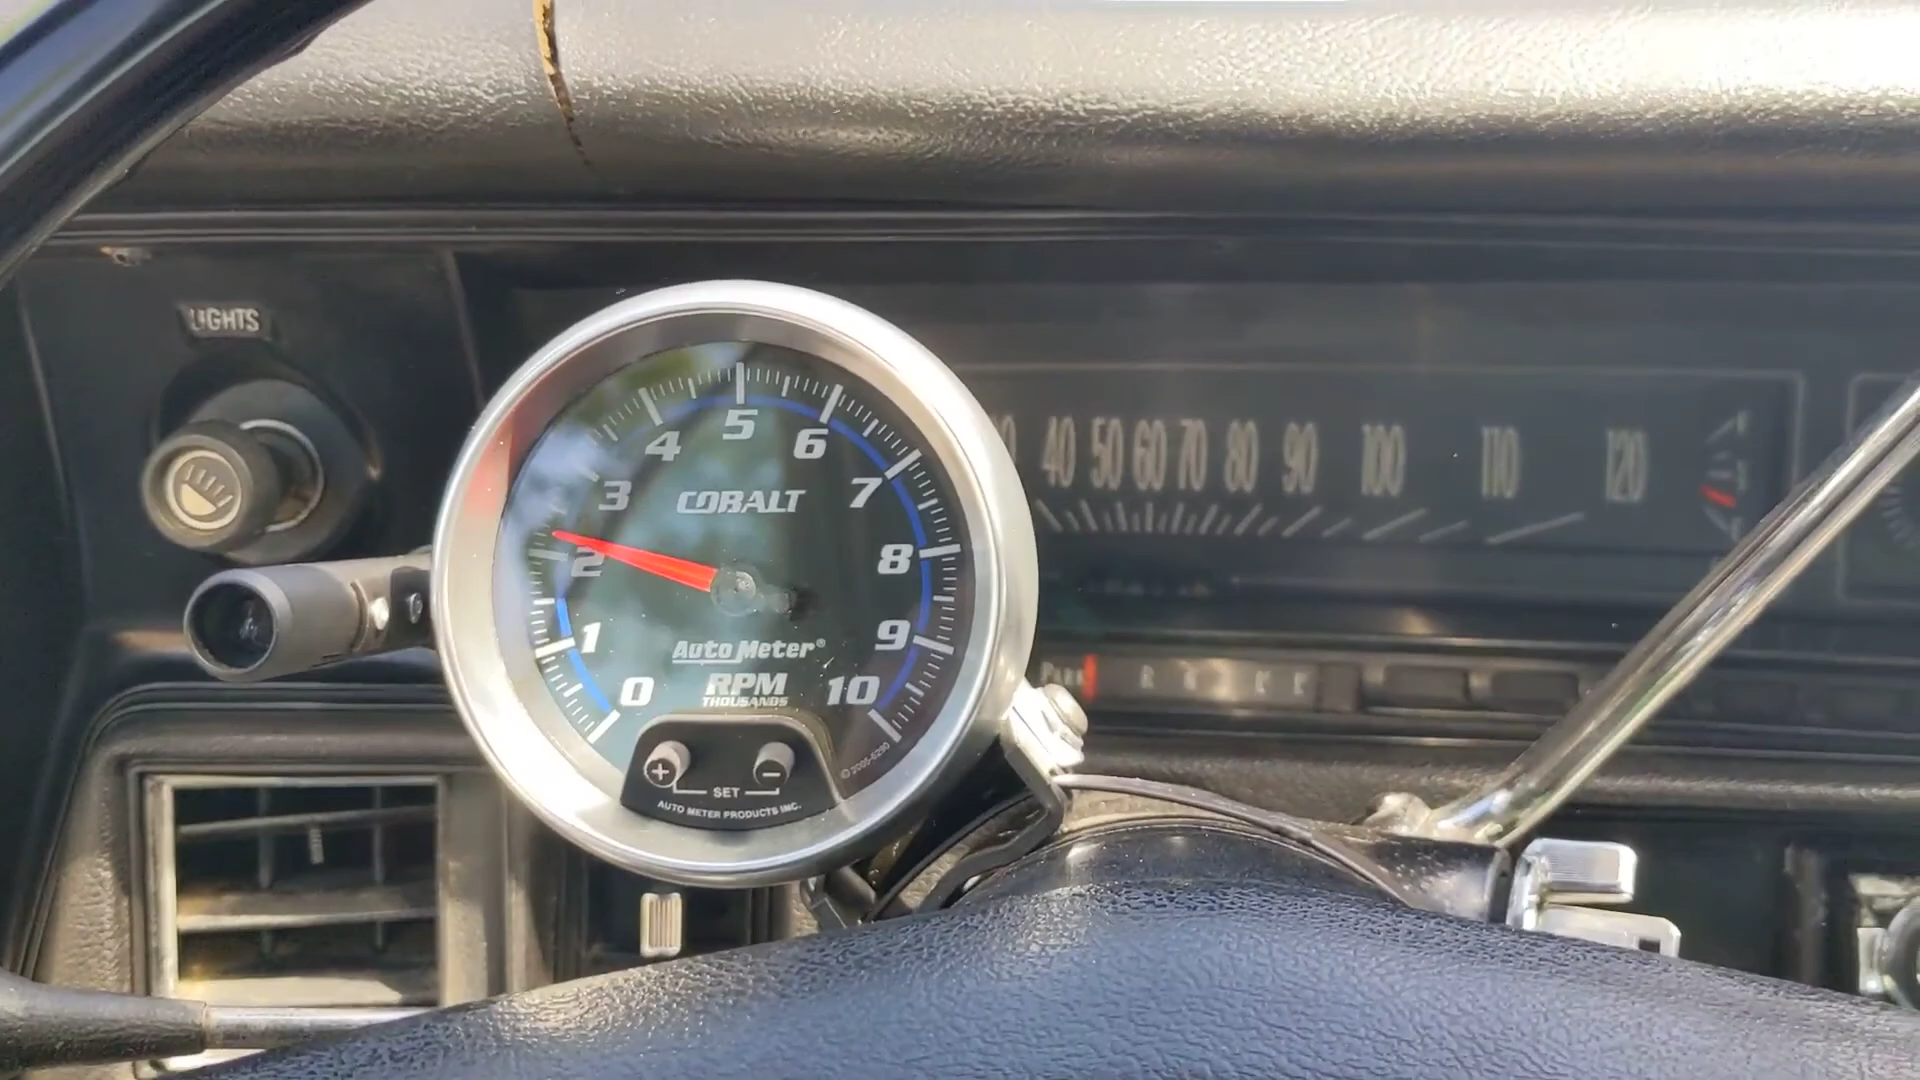 LIGHTS
5
4 6
3 7
COBALT
2 8
1 9
Auto Meter®
0 10
RPM
THOUSANDS
+ SET -
AUTO METER PRODUCTS INC.
40 50 60 70 80 90 100 110 120